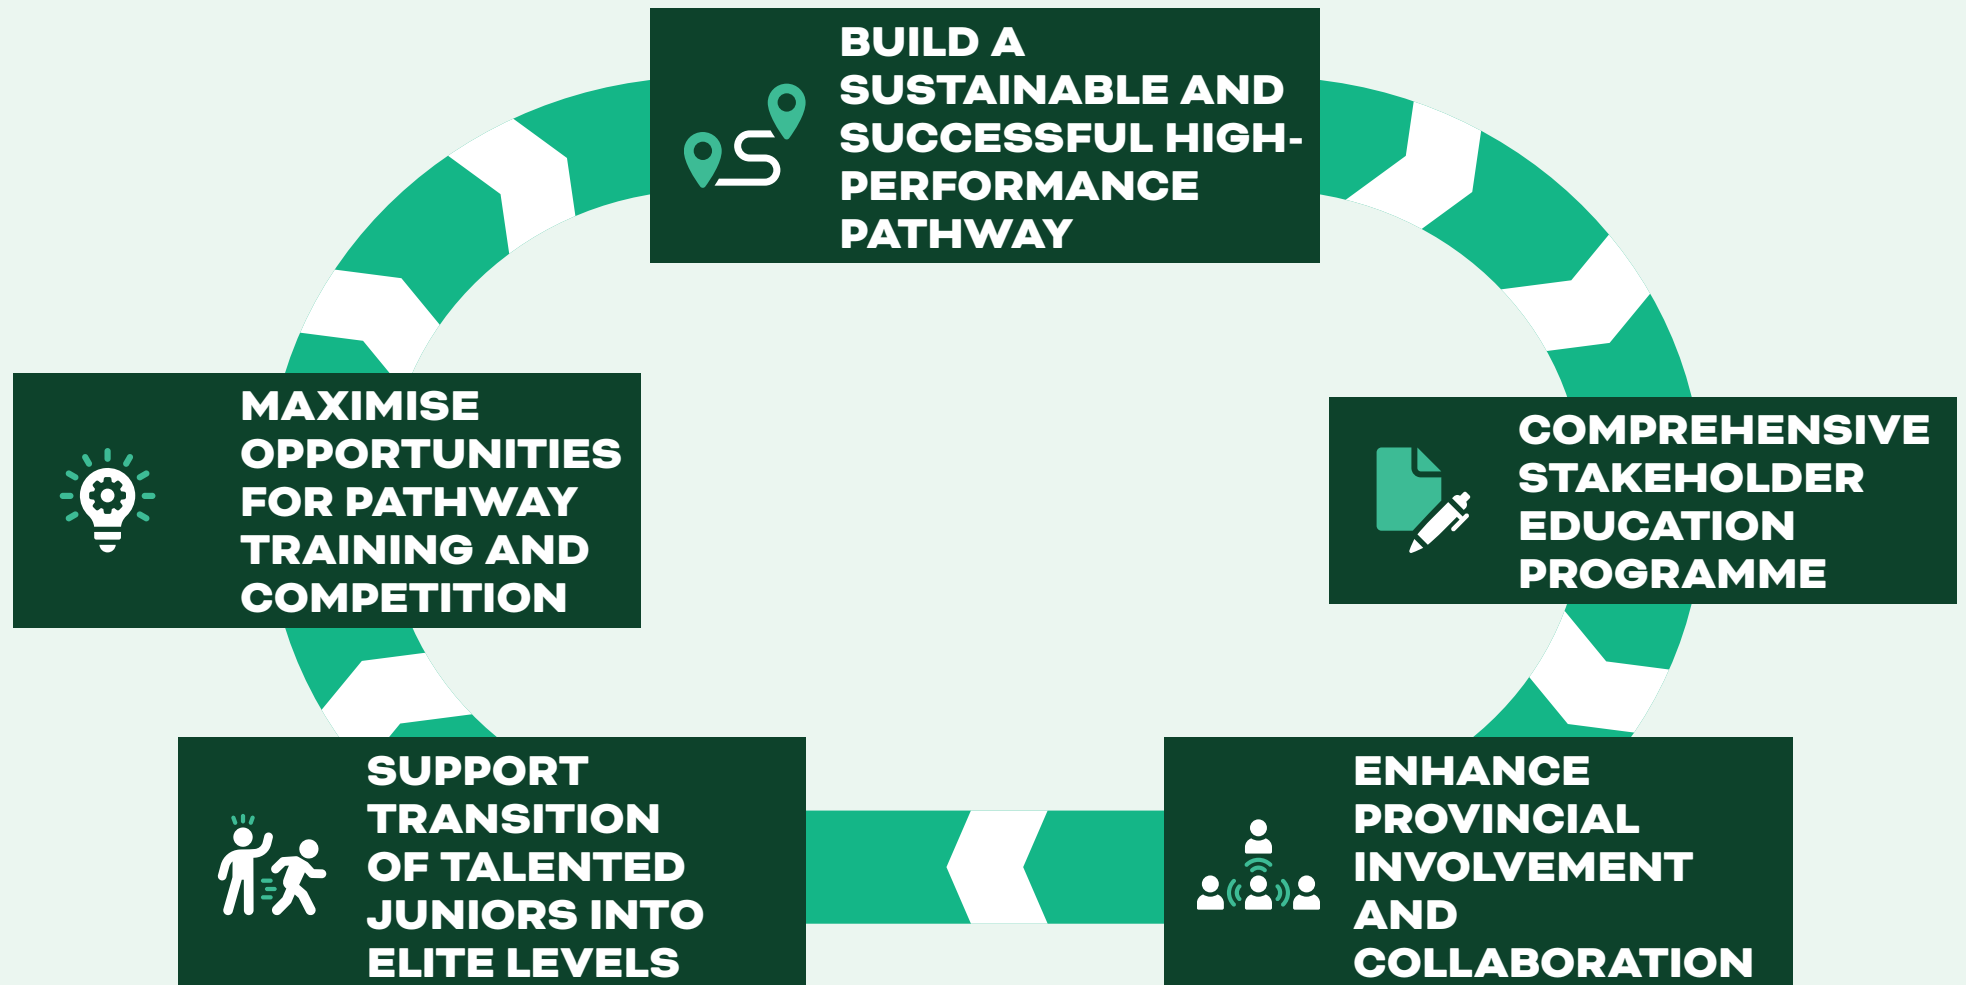 BUILD A
SUSTAINABLE AND
SUCCESSFUL HIGH-
PERFORMANCE
PATHWAY
MAXIMISE
OPPORTUNITIES
FOR PATHWAY
TRAINING AND
COMPETITION
COMPREHENSIVE
STAKEHOLDER
EDUCATION
PROGRAMME
SUPPORT
TRANSITION
OF TALENTED
JUNIORS INTO
ELITE LEVELS
ENHANCE
PROVINCIAL
INVOLVEMENT
AND
COLLABORATION